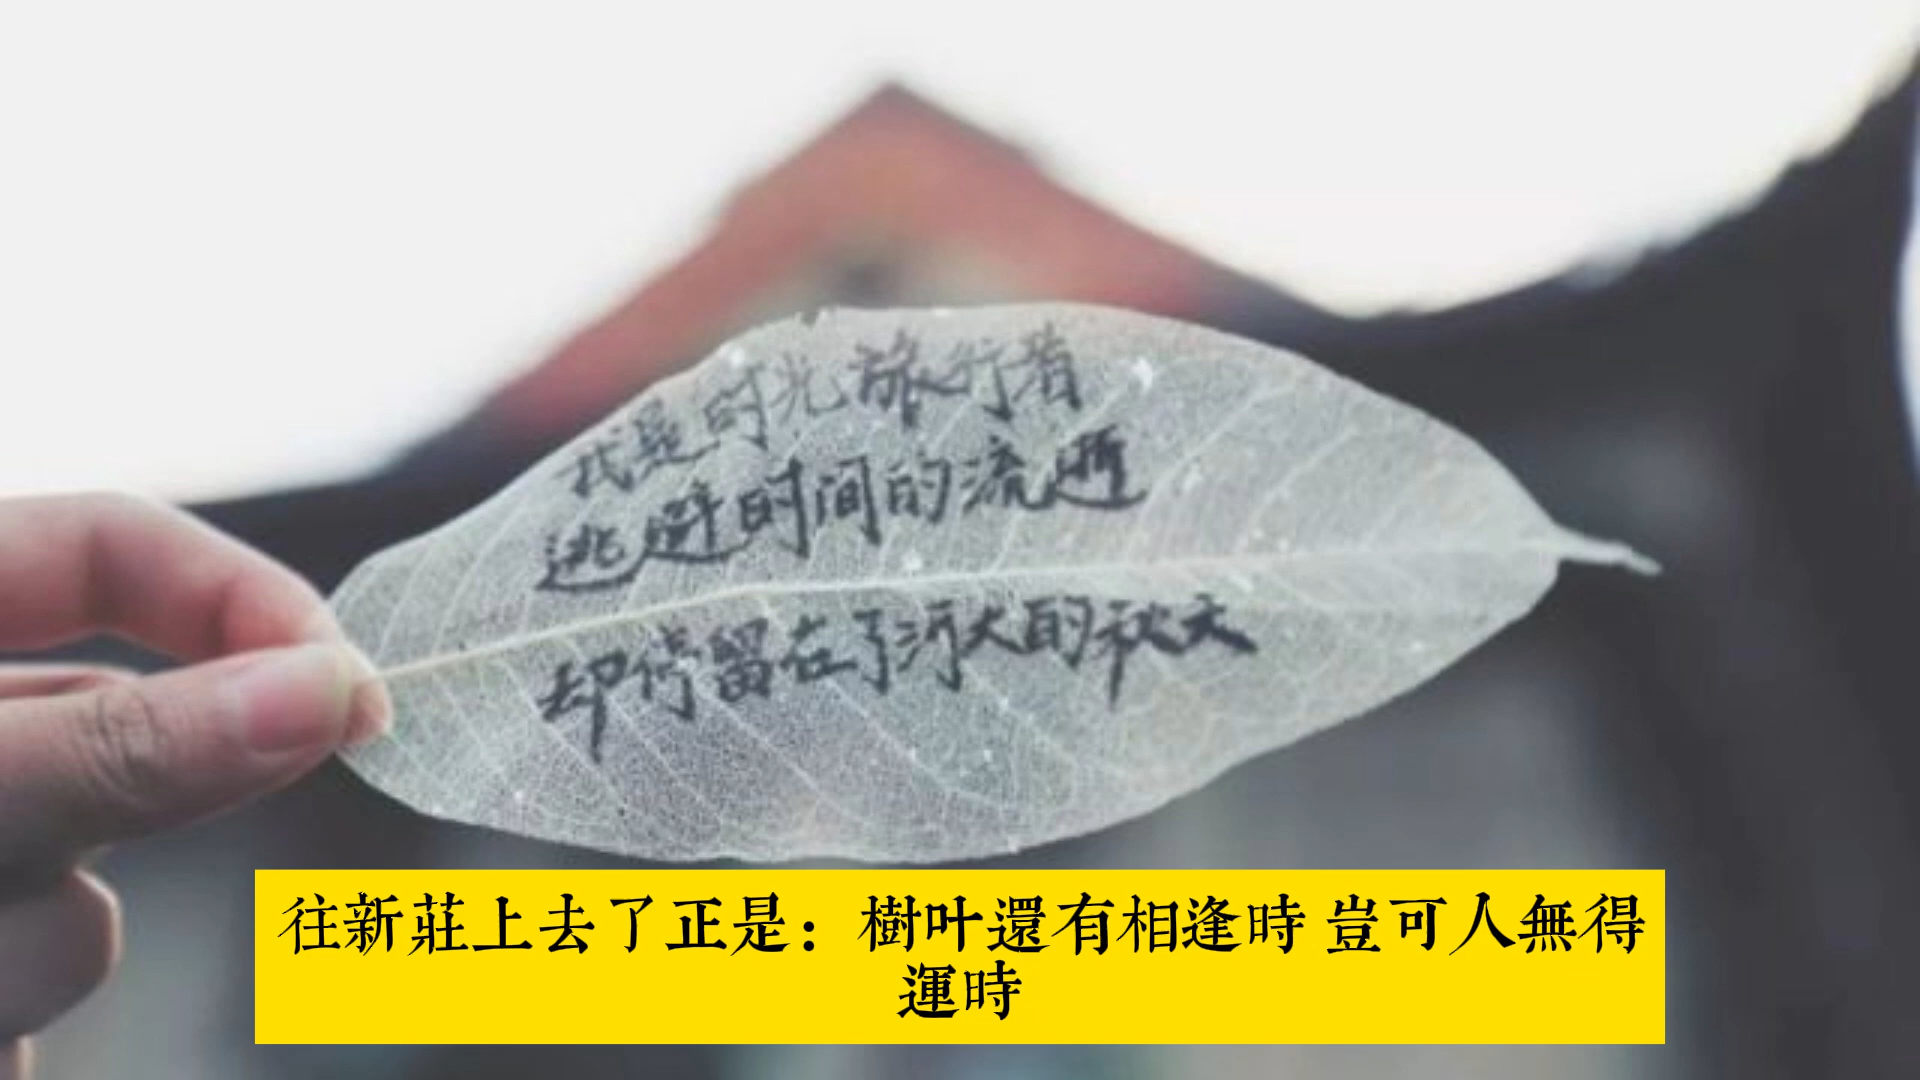 我是时光旅行者
逃避时间的流逝
却停留在了河大的秋天
往新莊上去了正是：樹叶還有相逢時 豈可人無得
運時